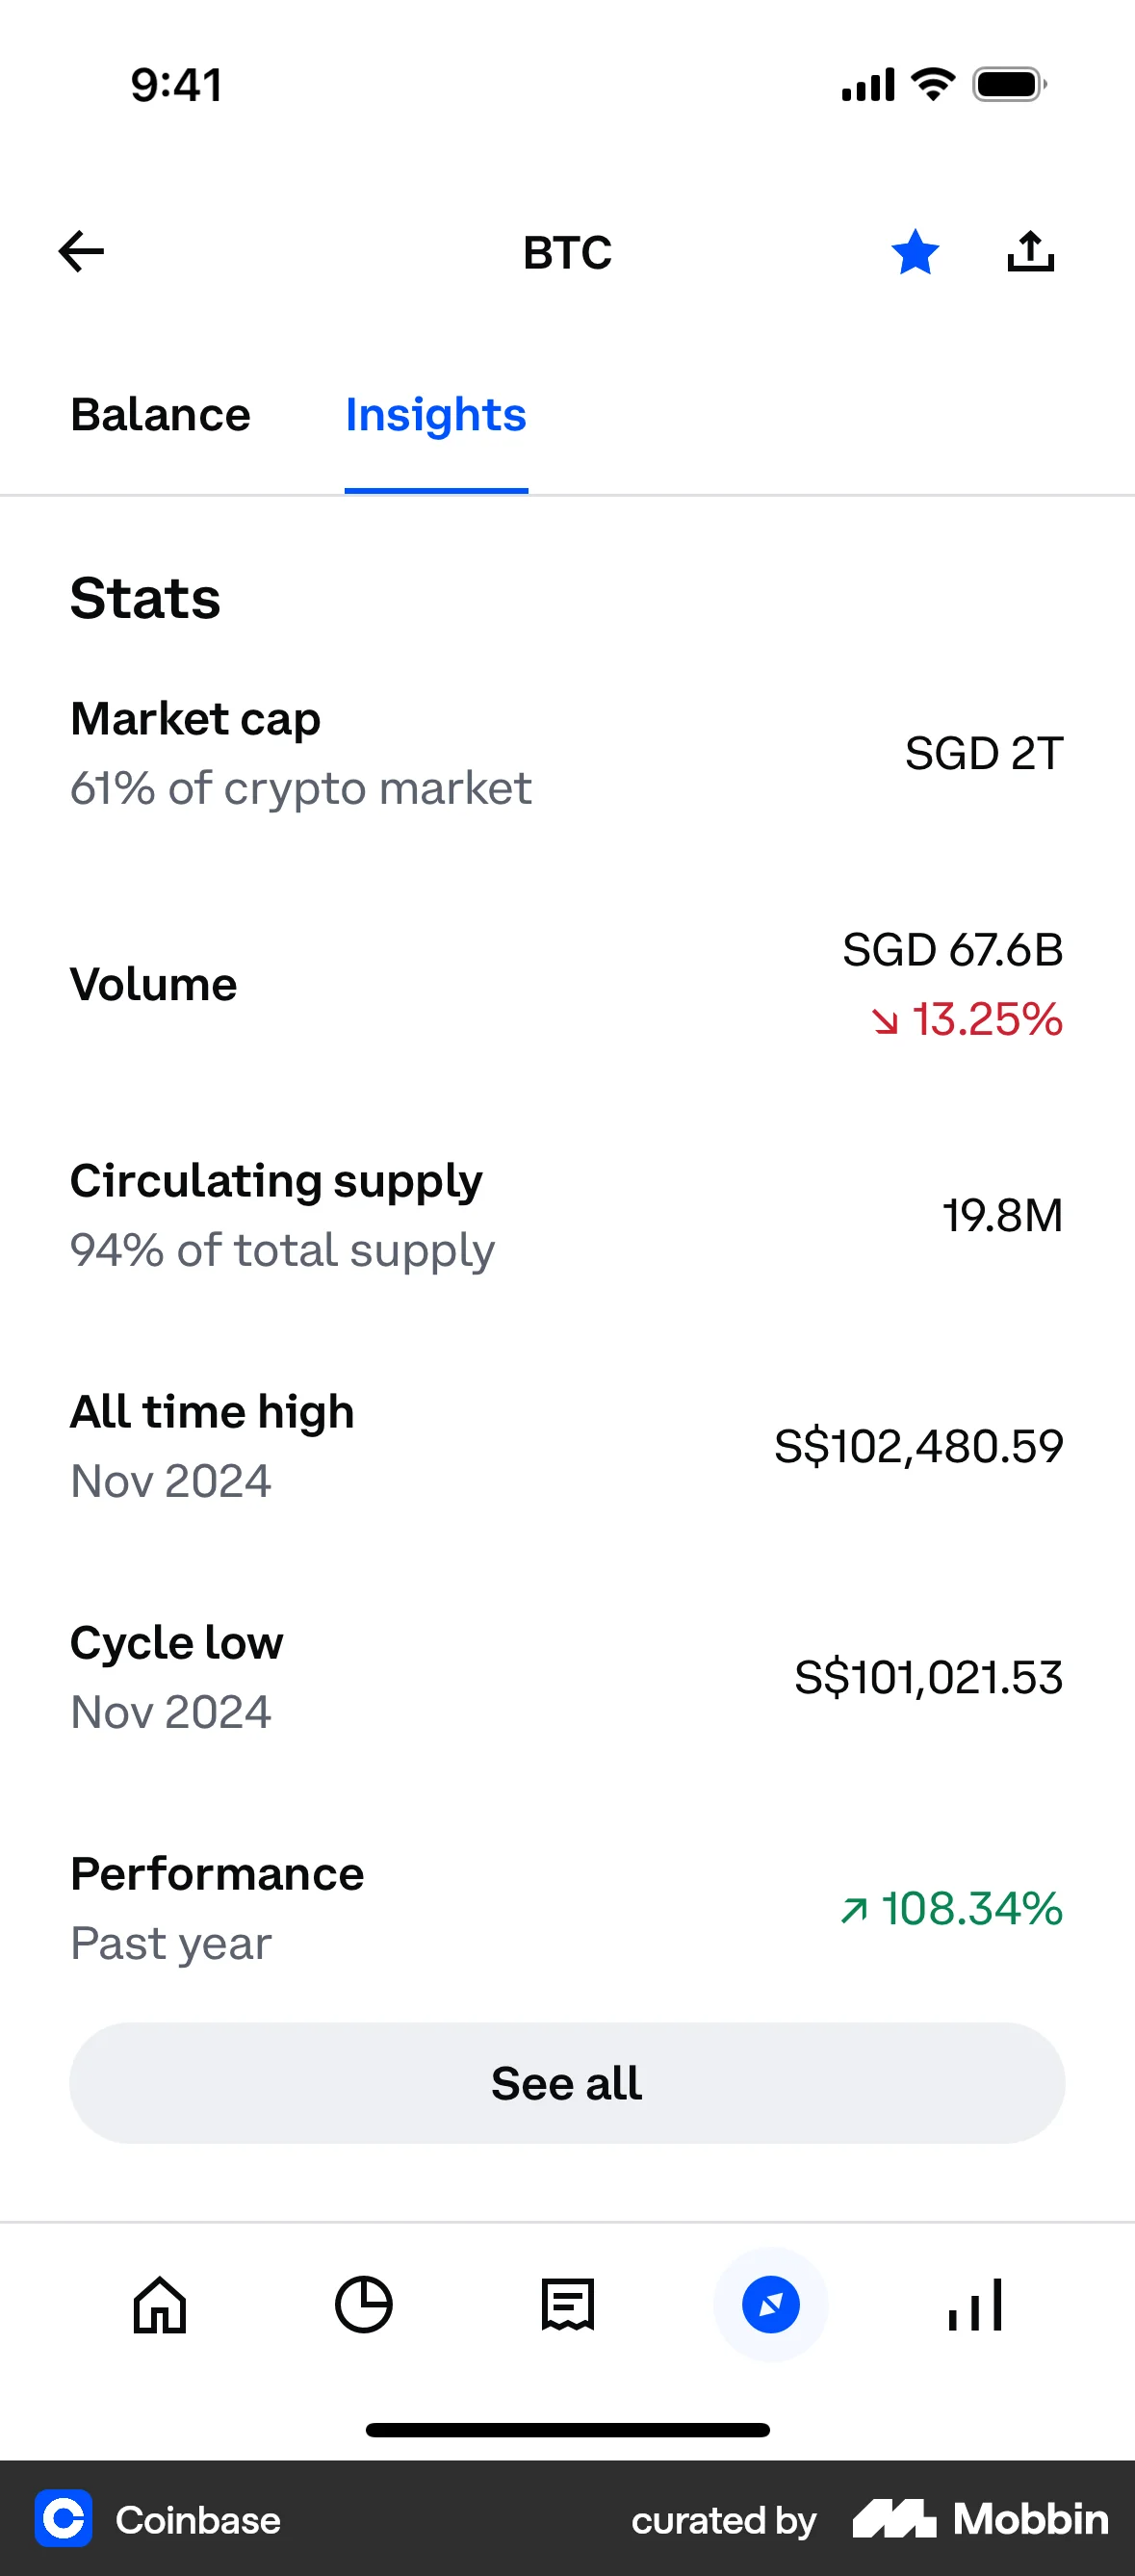 9:41
BTC
Balance Insights
Stats
Market cap
61% of crypto market
SGD 2T
Volume
SGD 67.6B
↘ 13.25%
Circulating supply
94% of total supply
19.8M
All time high
Nov 2024
S$102,480.59
Cycle low
Nov 2024
S$101,021.53
Performance
Past year
↗ 108.34%
See all
Coinbase
curated by Mobbin